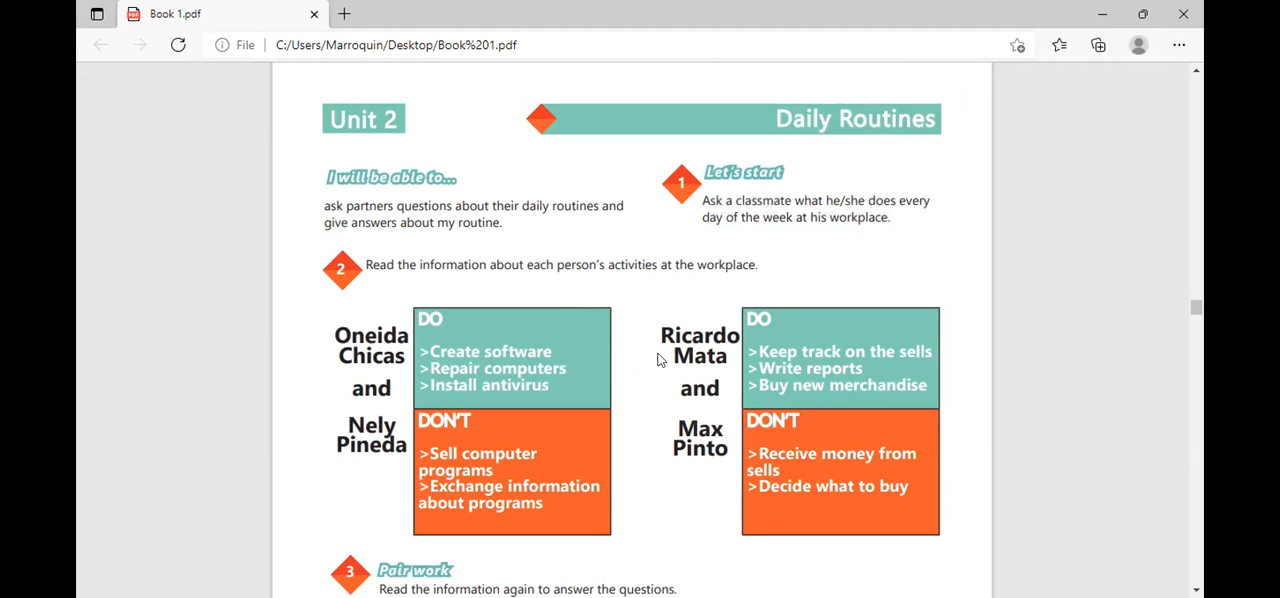 Book 1.pdf
File
C:/Users/Marroquin/Desktop/Book%201.pdf
Unit 2
Daily Routines
I will be able to...
ask partners questions about their daily routines and
give answers about my routine.
1
Let's start
Ask a classmate what he/she does every
day of the week at his workplace.
2
Read the information about each person's activities at the workplace.
Oneida
Chicas
and
Nely
Pineda
DO
>Create software
>Repair computers
>Install antivirus
DON'T
>Sell computer
programs
>Exchange information
about programs
Ricardo
Mata
and
Max
Pinto
DO
>Keep track on the sells
>Write reports
>Buy new merchandise
DON'T
>Receive money from
sells
>Decide what to buy
3
Pair work
Read the information again to answer the questions.